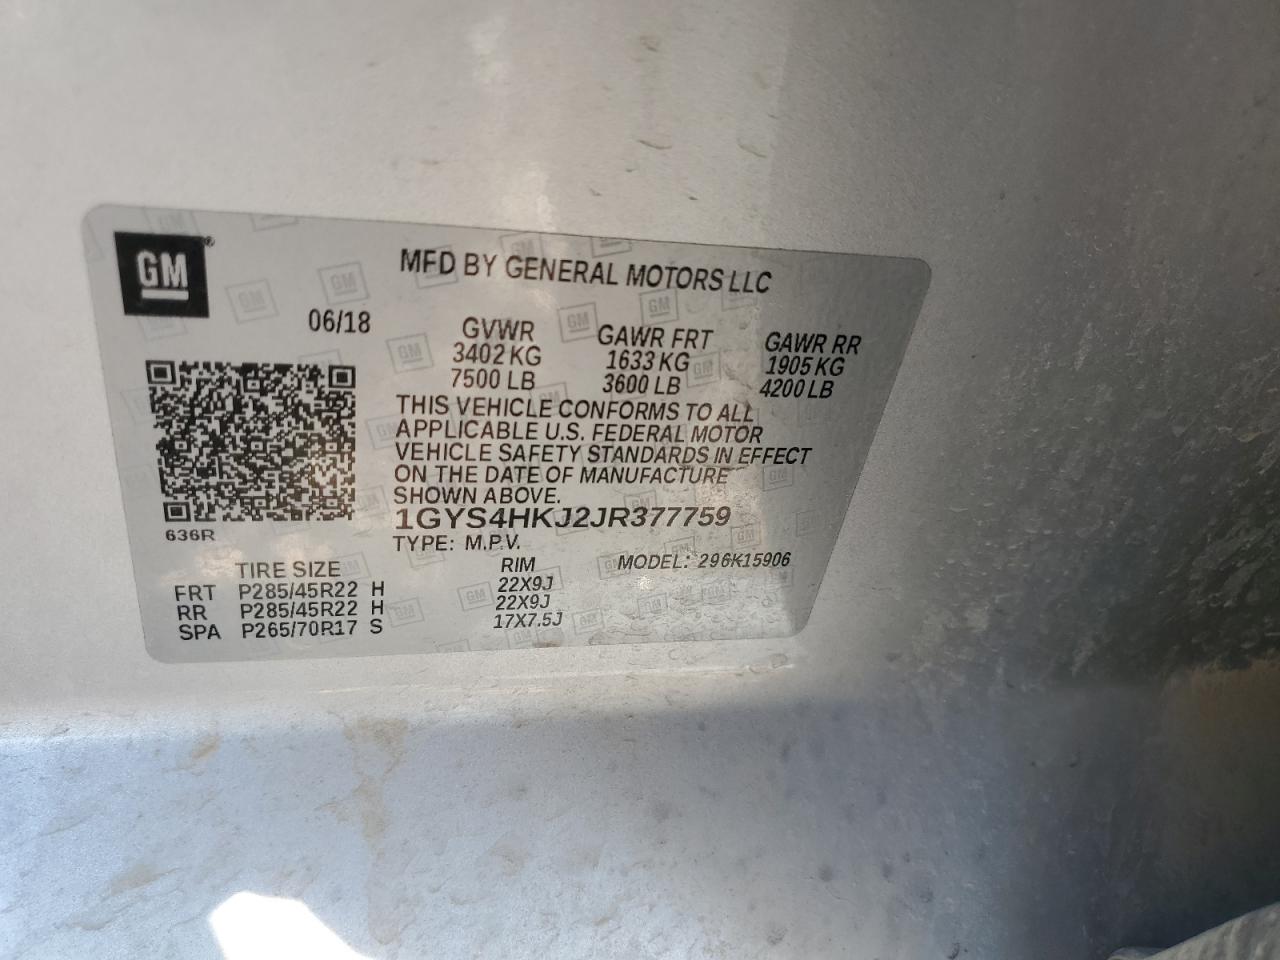 GM
MFD BY GENERAL MOTORS LLC
06/18
GVWR GAWR FRT GAWR RR
3402 KG 1633 KG 1905 KG
7500 LB 3600 LB 4200 LB
THIS VEHICLE CONFORMS TO ALL
APPLICABLE U.S. FEDERAL MOTOR
VEHICLE SAFETY STANDARDS IN EFFECT
ON THE DATE OF MANUFACTURE
SHOWN ABOVE.
1GYS4HKJ2JR377759
636R
TYPE: M.P.V.
MODEL: 296K15906
TIRE SIZE RIM
FRT P285/45R22 H 22X9J
RR P285/45R22 H 22X9J
SPA P265/70R17 S 17X7.5J